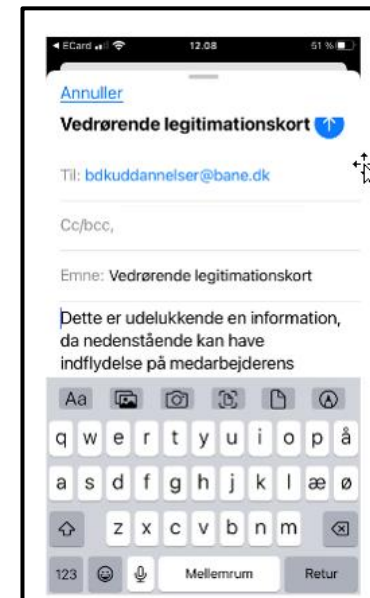 ECard 12.08 51 %
Annuller
Vedrørende legitimationskort
Til: bdkuddannelser@bane.dk
Cc/bcc,
Emne: Vedrørende legitimationskort
Dette er udelukkende en information,
da nedenstående kan have
indflydelse på medarbejderens
Aa
q w e r t y u i o p å
a s d f g h j k l æ ø
z x c v b n m
123 Mellemrum Retur